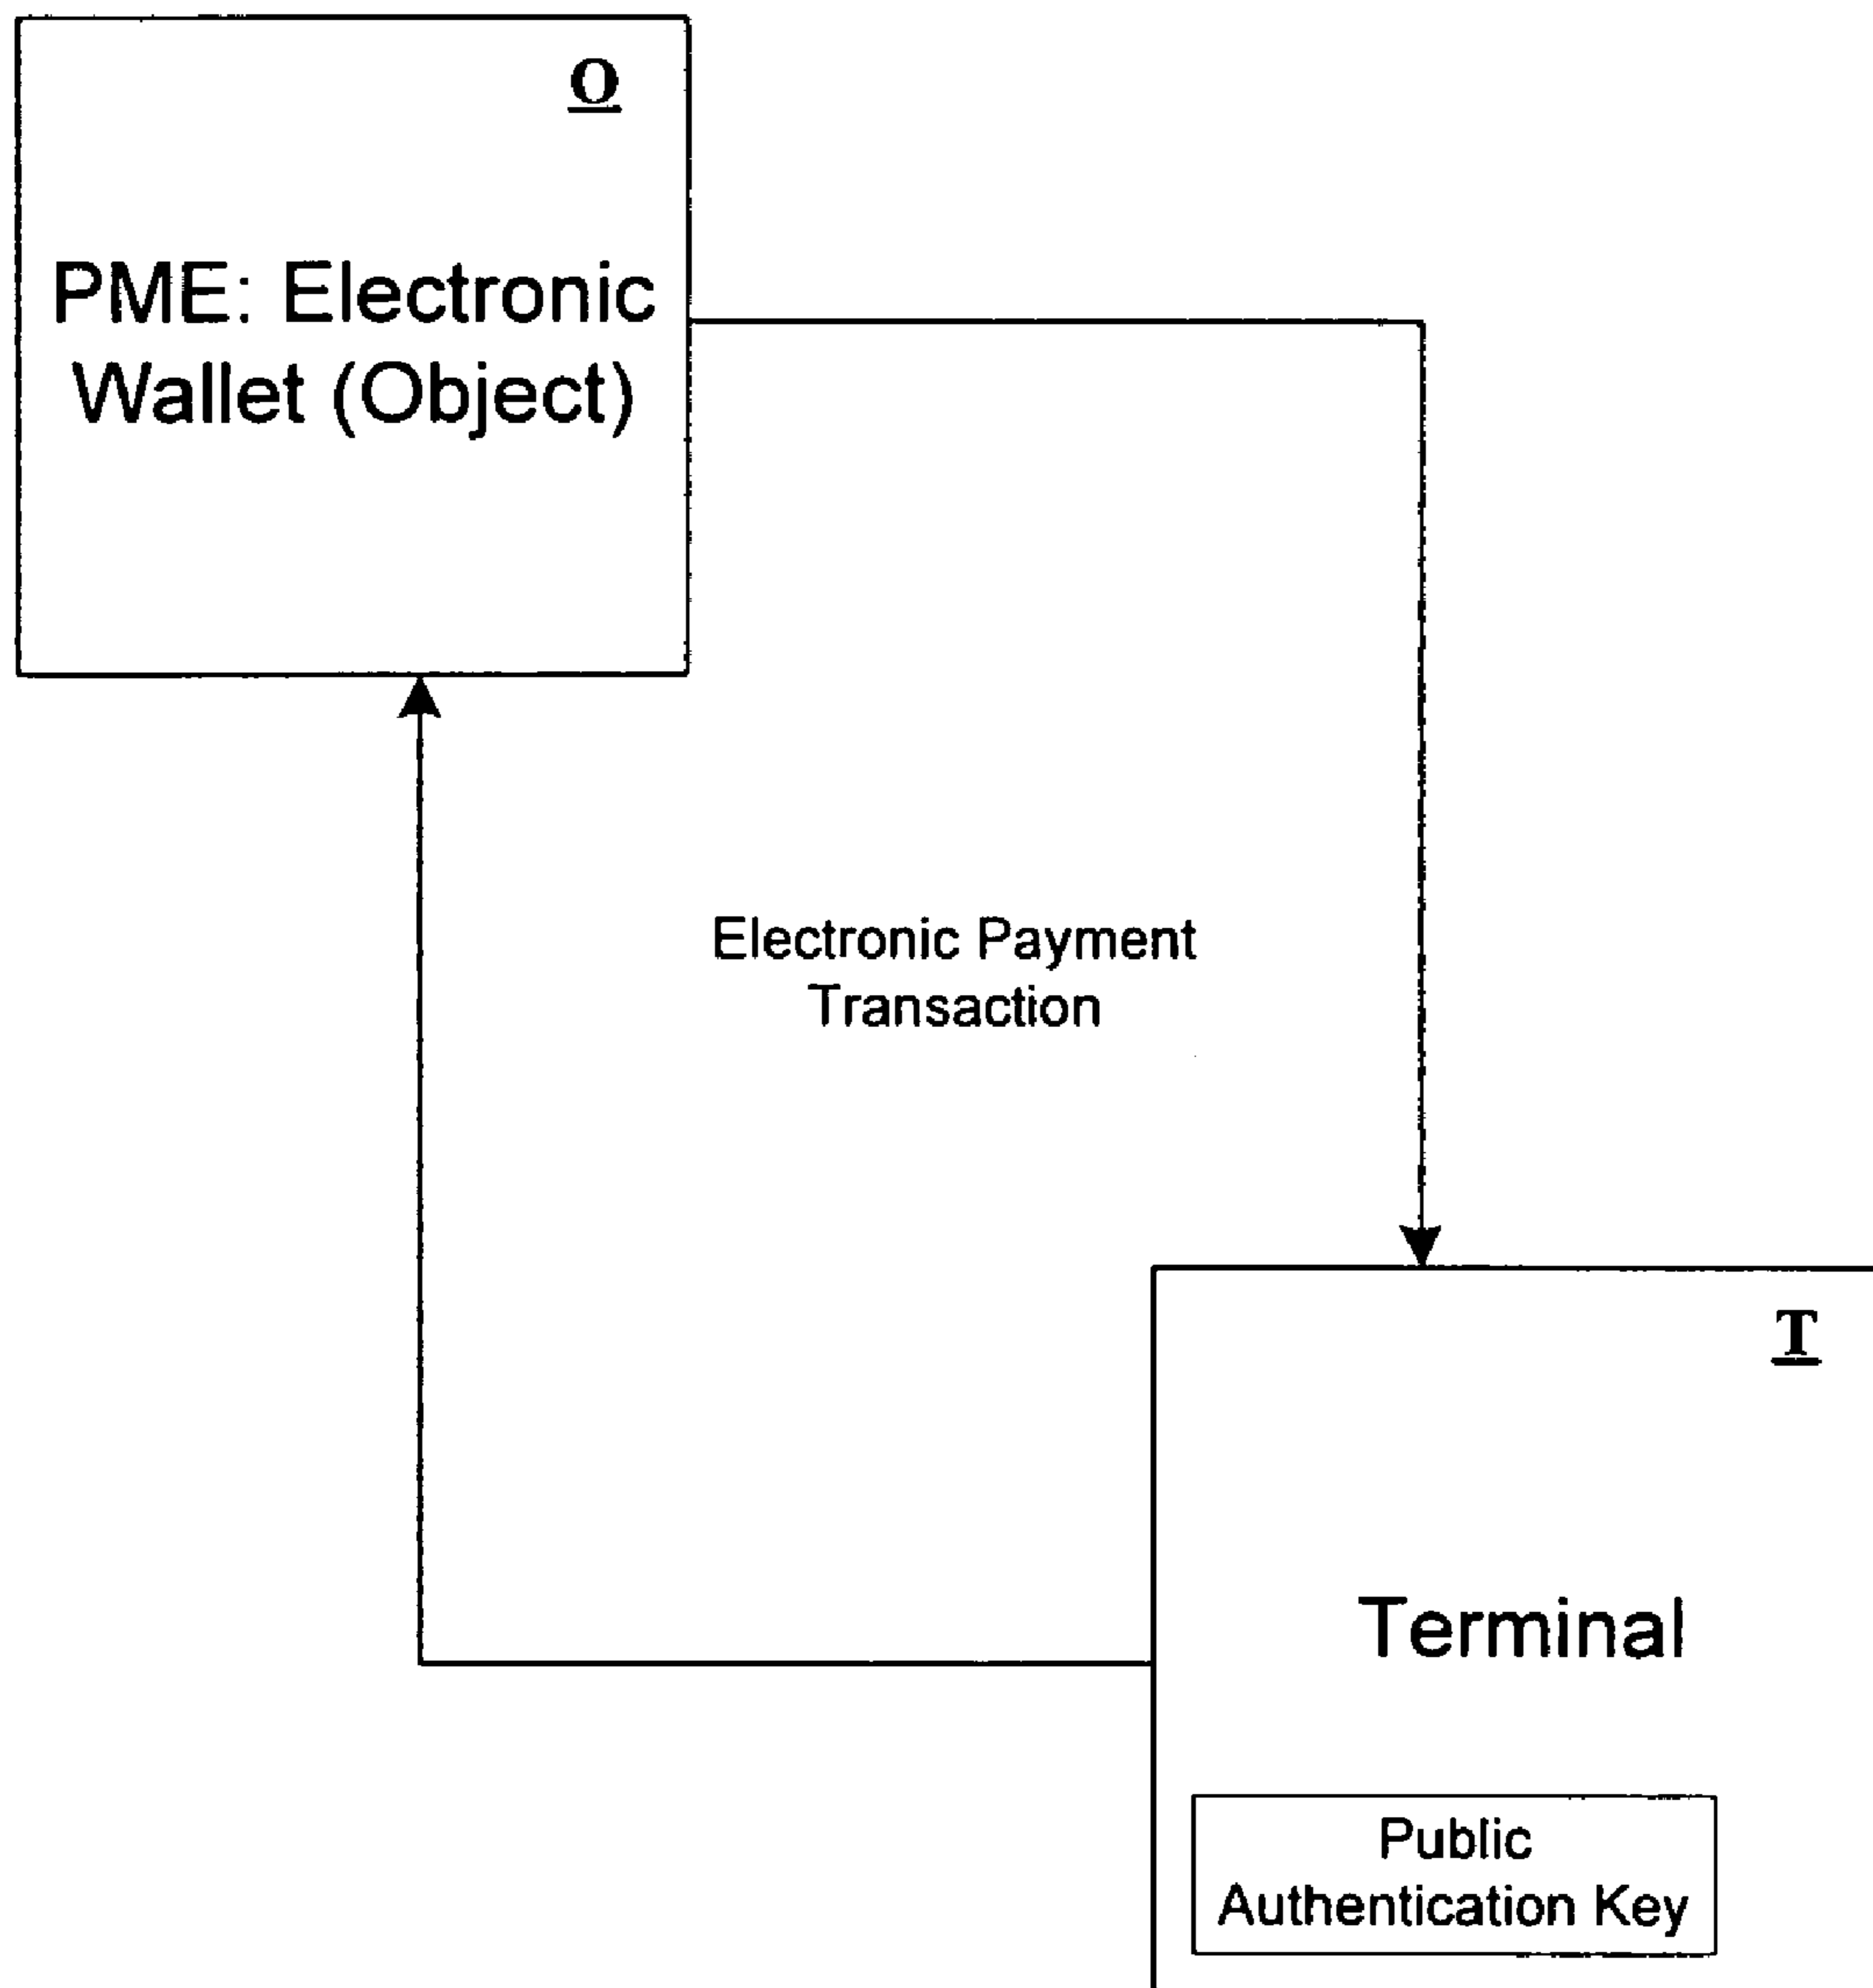 O
PME: Electronic
Wallet (Object)
Electronic Payment
Transaction
T
Terminal
Public
Authentication Key